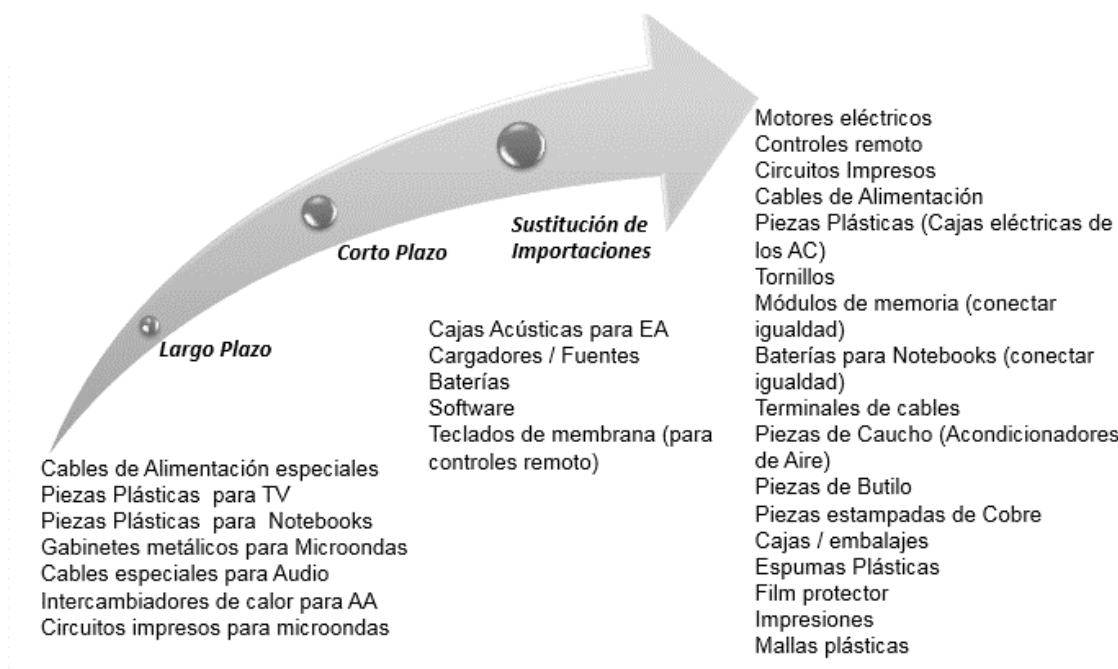 Largo Plazo
Cables de Alimentación especiales
Piezas Plásticas para TV
Piezas Plásticas para Notebooks
Gabinetes metálicos para Microondas
Cables especiales para Audio
Intercambiadores de calor para AA
Circuitos impresos para microondas
Corto Plazo
Cajas Acústicas para EA
Cargadores / Fuentes
Baterías
Software
Teclados de membrana (para
controles remoto)
Sustitución de
Importaciones
Motores eléctricos
Controles remoto
Circuitos Impresos
Cables de Alimentación
Piezas Plásticas (Cajas eléctricas de
los AC)
Tornillos
Módulos de memoria (conectar
igualdad)
Baterías para Notebooks (conectar
igualdad)
Terminales de cables
Piezas de Caucho (Acondicionadores
de Aire)
Piezas de Butilo
Piezas estampadas de Cobre
Cajas / embalajes
Espumas Plásticas
Film protector
Impresiones
Mallas plásticas